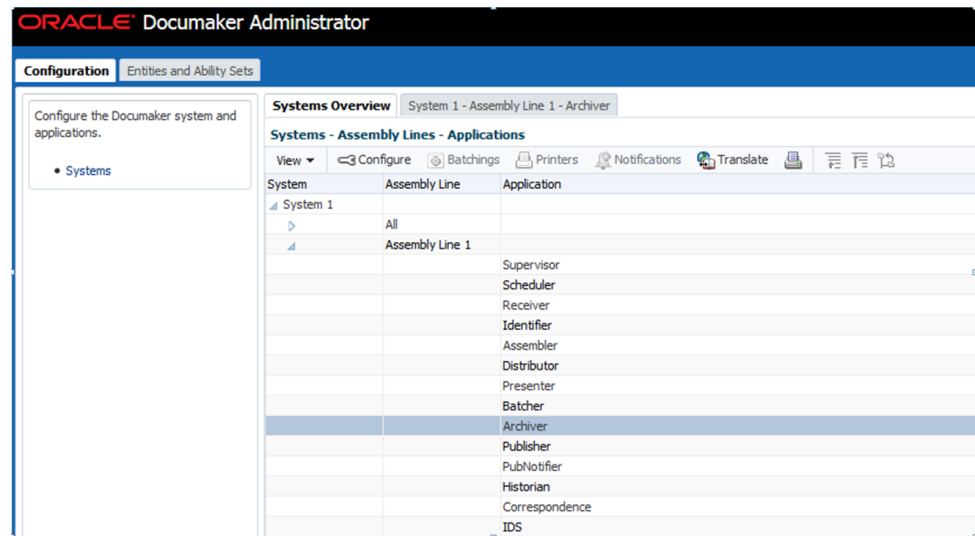 ORACLE® Documaker Administrator
Configuration Entities and Ability Sets
Configure the Documaker system and
applications.
Systems
Systems Overview System 1 - Assembly Line 1 - Archiver
Systems - Assembly Lines - Applications
View Configure Batchings Printers Notifications Translate
System Assembly Line Application
System 1
All
Assembly Line 1
Supervisor
Scheduler
Receiver
Identifier
Assembler
Distributor
Presenter
Batcher
Archiver
Publisher
PubNotifier
Historian
Correspondence
IDS